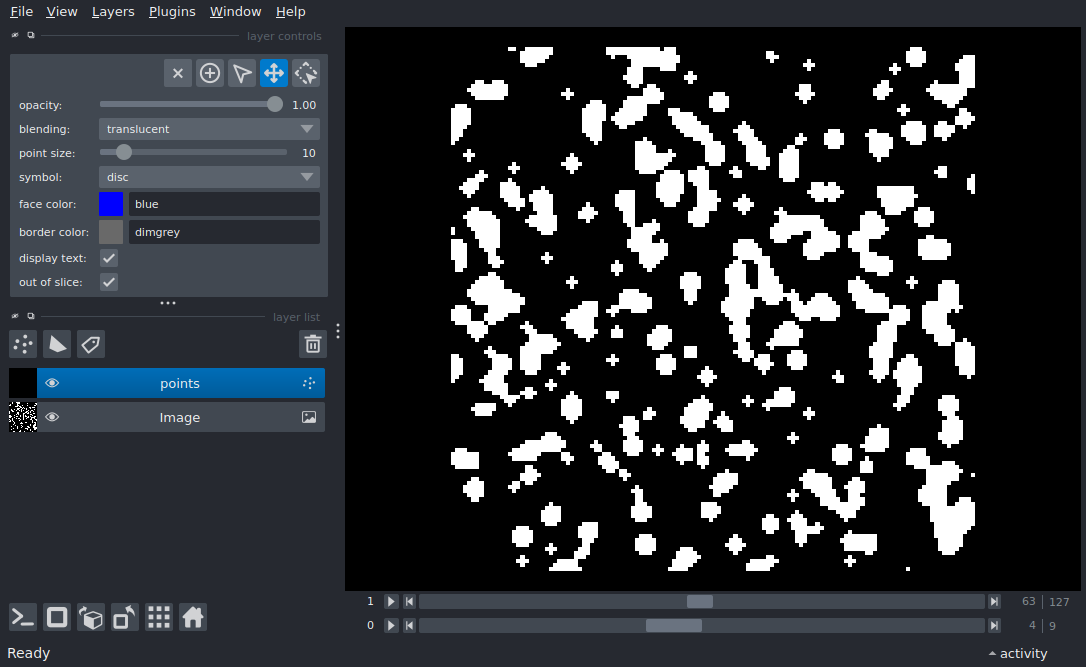 File View Layers Plugins Window Help
layer controls
opacity: 1.00
blending: translucent
point size: 10
symbol: disc
face color: blue
border color: dimgrey
display text:
out of slice:
layer list
points
Image
1 63 | 127
0 4 | 9
Ready activity